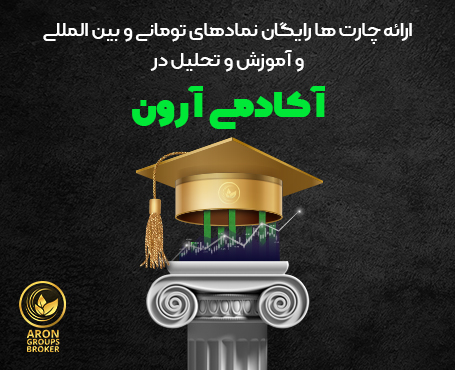 ارائه چارت ها رایگان نمادهای تومانی و بین المللی
و آموزش و تحلیل در
آکادمی آرون
ARON
GROUPS
BROKER